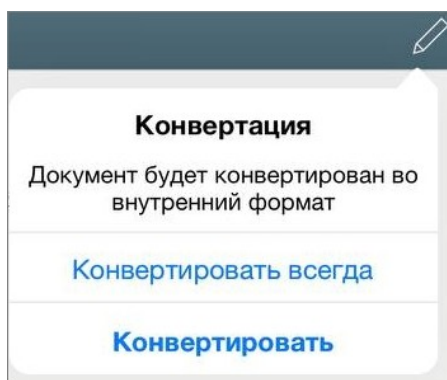 Конвертация
Документ будет конвертирован во
внутренний формат
Конвертировать всегда
Конвертировать